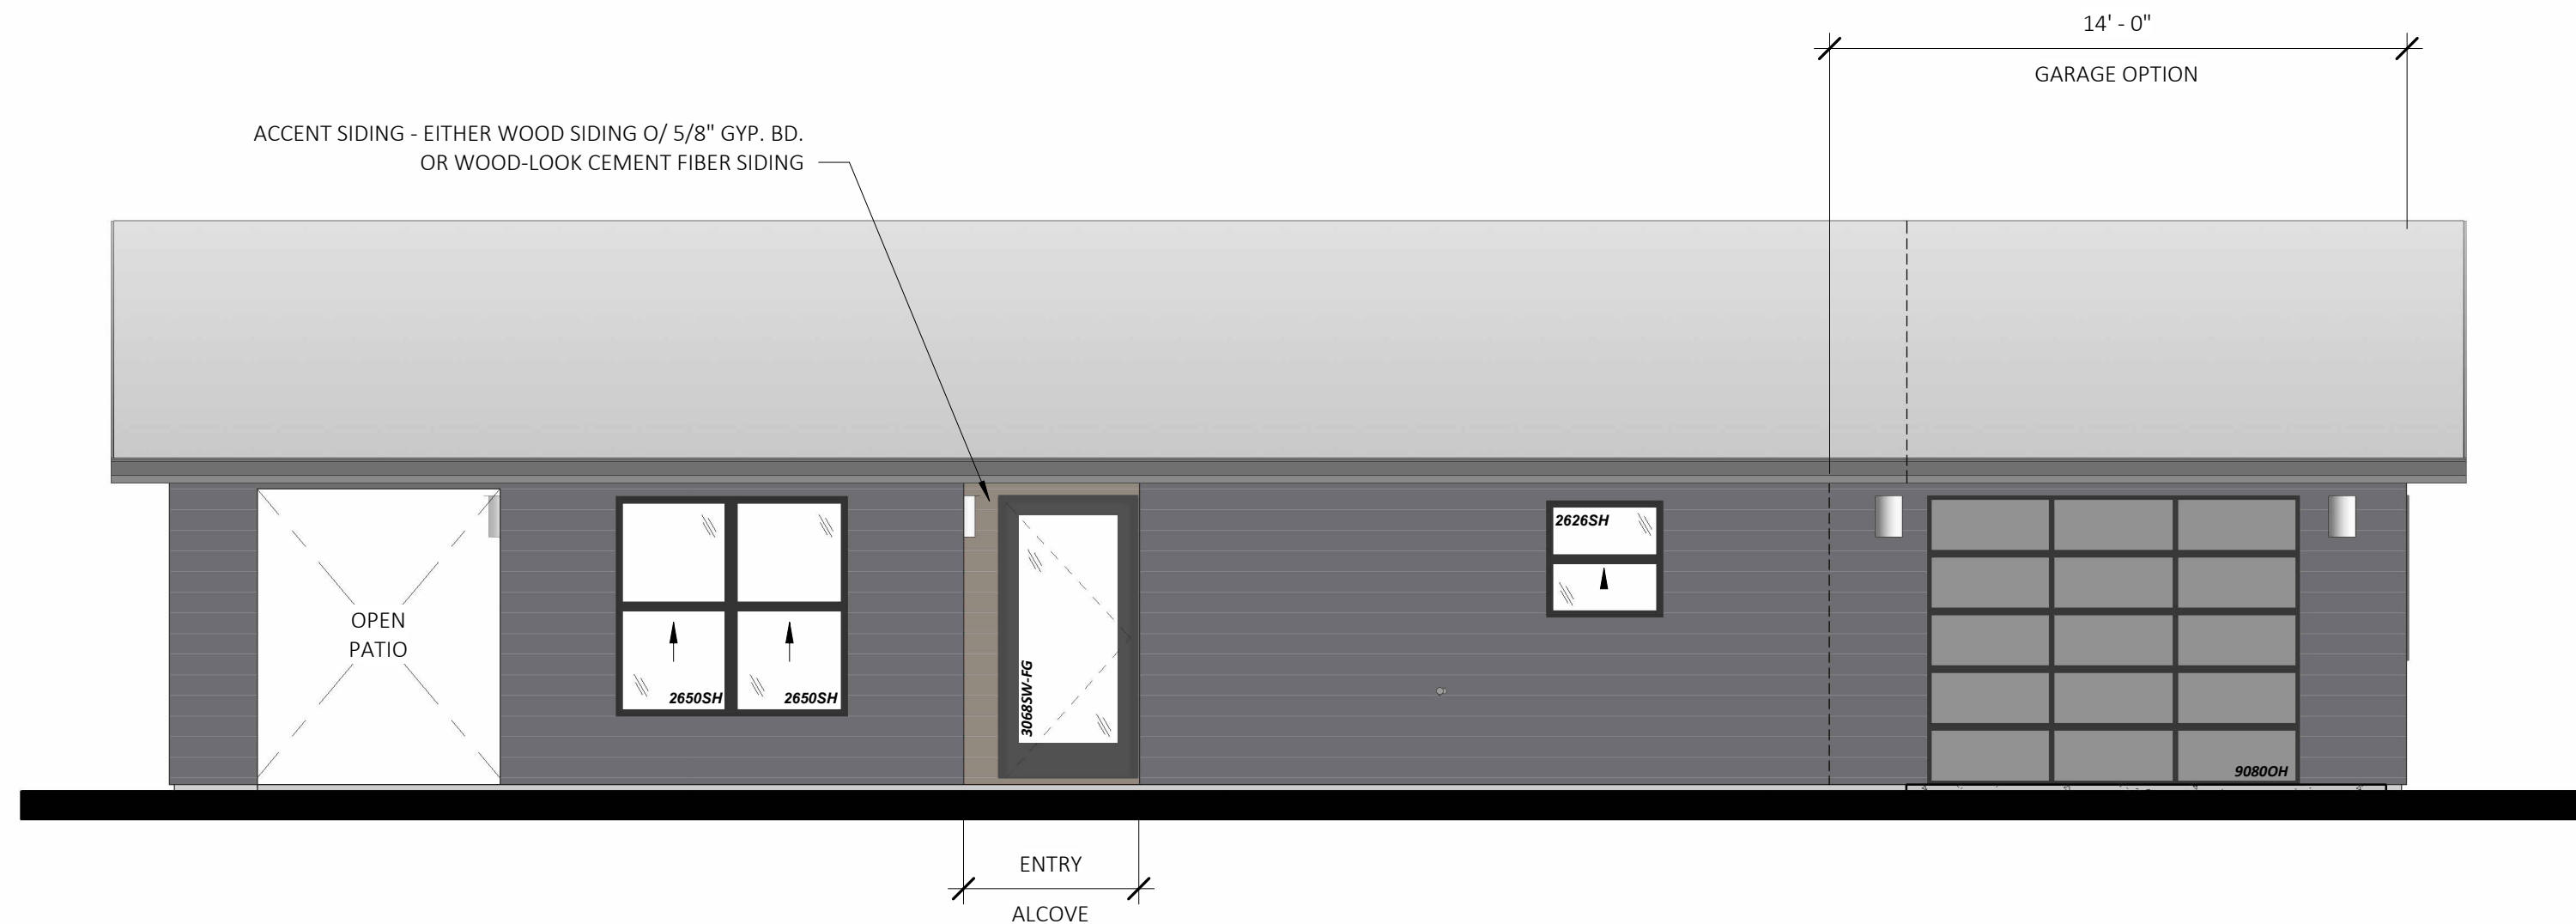 14' - 0"
GARAGE OPTION
ACCENT SIDING - EITHER WOOD SIDING O/ 5/8" GYP. BD.
OR WOOD-LOOK CEMENT FIBER SIDING
2626SH
OPEN
PATIO
2650SH
2650SH
3068SW-FG
9080OH
ENTRY
ALCOVE